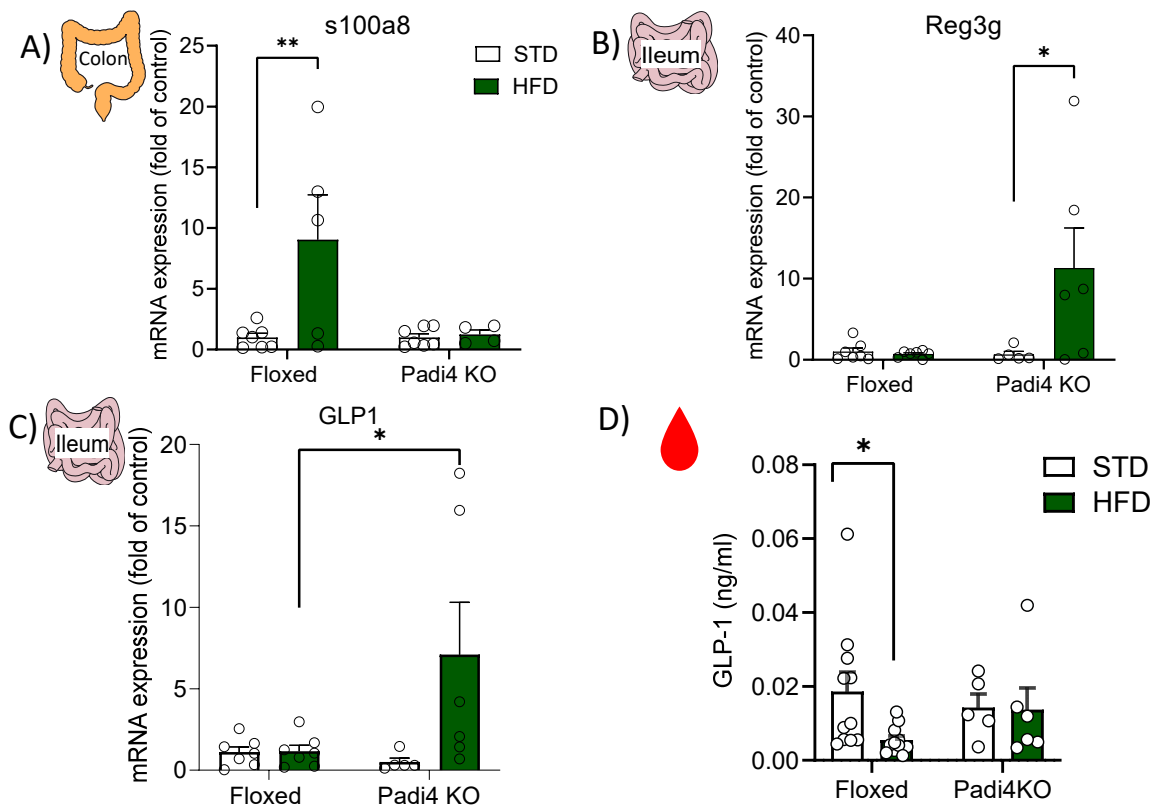 A)
Colon
s100a8
mRNA expression (fold of control)
25
20
15
10
5
0
**
STD
HFD
Floxed
Padi4 KO
B)
Ileum
Reg3g
mRNA expression (fold of control)
40
30
20
10
0
*
Floxed
Padi4 KO
C)
Ileum
GLP1
mRNA expression (fold of control)
20
15
10
5
0
*
Floxed
Padi4 KO
D)
GLP-1 (ng/ml)
0.08
0.06
0.04
0.02
0.00
*
STD
HFD
Floxed
Padi4KO